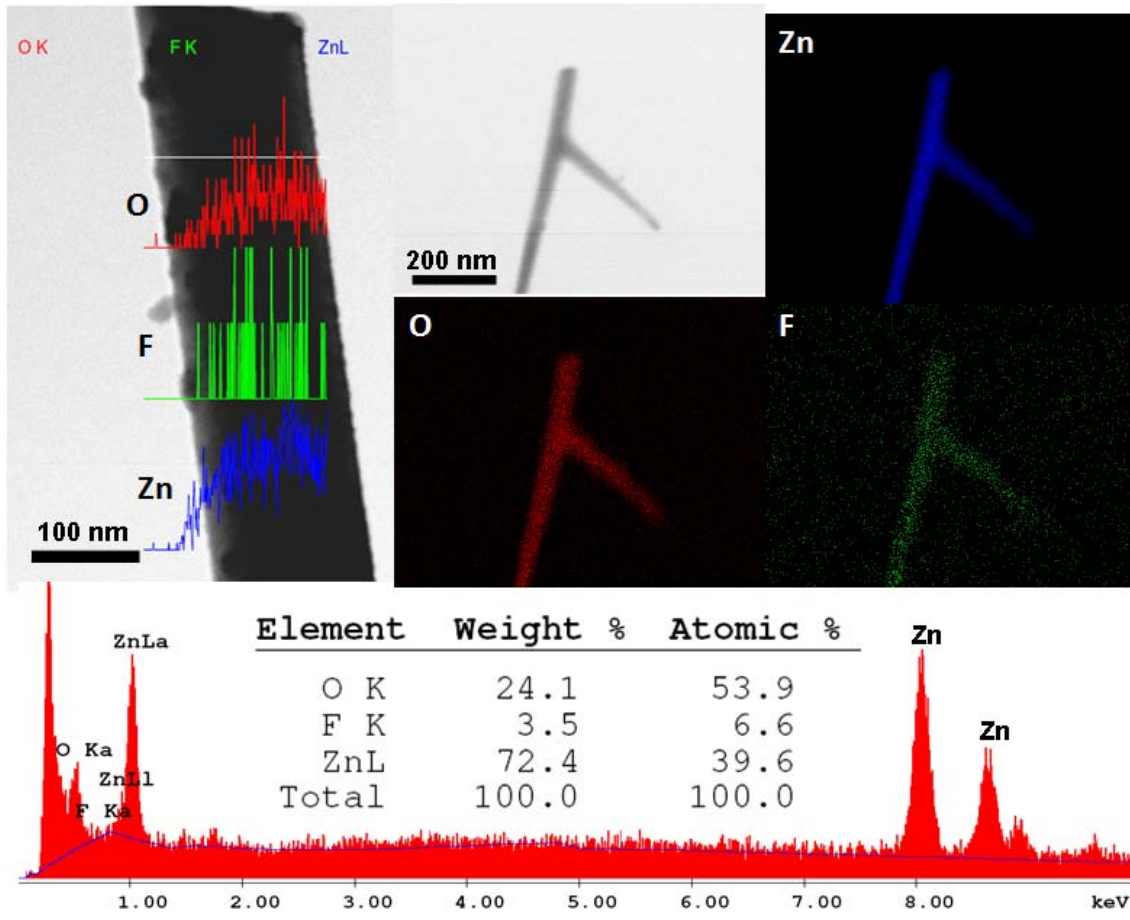 O K F K ZnL
O
F
Zn
100 nm
200 nm
Zn
O
F
ZnLa
O Ka
ZnLl
F Ka
Element Weight % Atomic %
O K 24.1 53.9
F K 3.5 6.6
ZnL 72.4 39.6
Total 100.0 100.0
Zn
Zn
1.00 2.00 3.00 4.00 5.00 6.00 7.00 8.00 keV